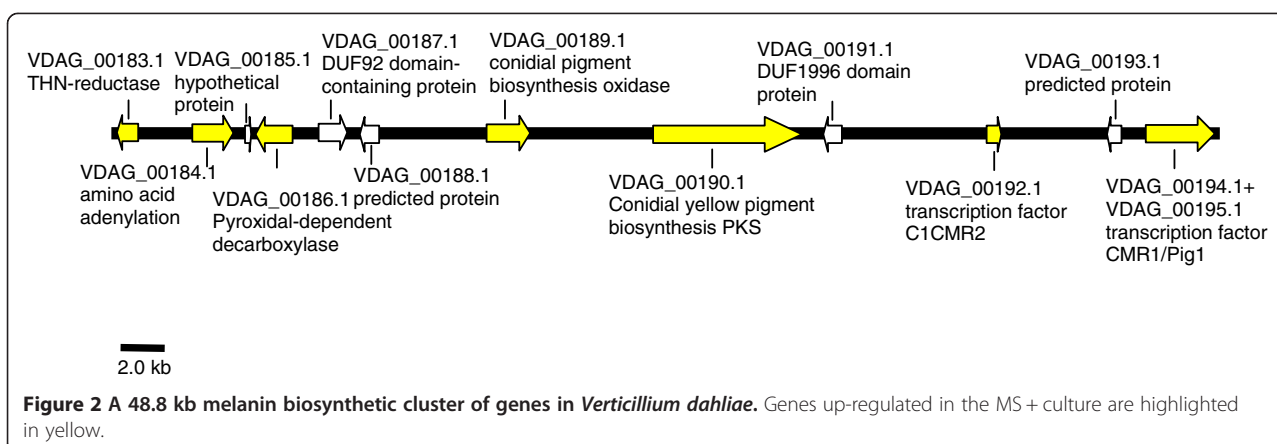 VDAG_00183.1
THN-reductase
VDAG_00185.1
hypothetical
protein
VDAG_00187.1
DUF92 domain-
containing protein
VDAG_00189.1
conidial pigment
biosynthesis oxidase
VDAG_00191.1
DUF1996 domain
protein
VDAG_00193.1
predicted protein
VDAG_00184.1
amino acid
adenylation
VDAG_00186.1
Pyroxidal-dependent
decarboxylase
VDAG_00188.1
predicted protein
VDAG_00190.1
Conidial yellow pigment
biosynthesis PKS
VDAG_00192.1
transcription factor
C1CMR2
VDAG_00194.1+
VDAG_00195.1
transcription factor
CMR1/Pig1
2.0 kb
Figure 2 A 48.8 kb melanin biosynthetic cluster of genes in Verticillium dahliae. Genes up-regulated in the MS + culture are highlighted
in yellow.